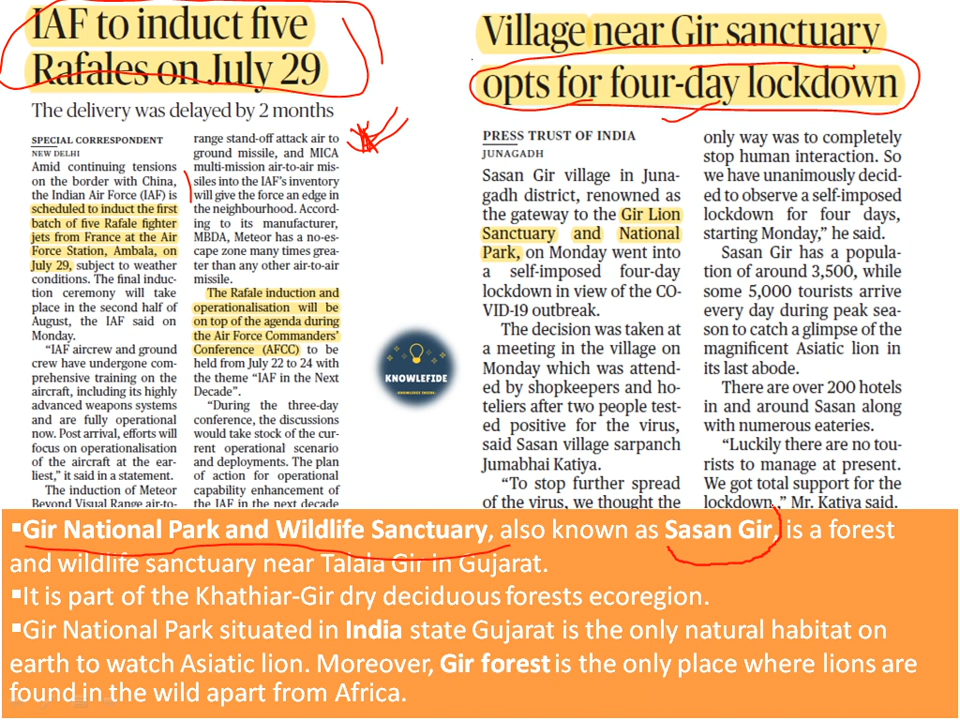 IAF to induct five
Rafales on July 29
The delivery was delayed by 2 months
SPECIAL CORRESPONDENT
NEW DELHI
Amid continuing tensions
on the border with China,
the Indian Air Force (IAF) is
scheduled to induct the first
batch of five Rafale fighter
jets from France at the Air
Force Station, Ambala, on
July 29, subject to weather
conditions. The final induc-
tion ceremony will take
place in the second half of
August, the IAF said on
Monday.
"IAF aircrew and ground
crew have undergone com-
prehensive training on the
aircraft, including its highly
advanced weapons systems
and are fully operational
now. Post arrival, efforts will
focus on operationalisation
of the aircraft at the ear-
liest," it said in a statement.
The induction of Meteor
Beyond Visual Range air-to-
range stand-off attack air to
ground missile, and MICA
multi-mission air-to-air mis-
siles into the IAF's inventory
will give the force an edge in
the neighbourhood. Accord-
ing to its manufacturer,
MBDA, Meteor has a no-es-
cape zone many times grea-
ter than any other air-to-air
missile.
The Rafale induction and
operationalisation will be
on top of the agenda during
the Air Force Commanders'
Conference (AFCC) to be
held from July 22 to 24 with
the theme "IAF in the Next
Decade".
"During the three-day
conference, the discussions
would take stock of the cur-
rent operational scenario
and deployments. The plan
of action for operational
capability enhancement of
the IAF in the next decade
KNOWLEFIDE
Village near Gir sanctuary
opts for four-day lockdown
PRESS TRUST OF INDIA
JUNAGADH
Sasan Gir village in Juna-
gadh district, renowned as
the gateway to the Gir Lion
Sanctuary and National
Park, on Monday went into
a self-imposed four-day
lockdown in view of the CO-
VID-19 outbreak.
The decision was taken at
a meeting in the village on
Monday which was attend-
ed by shopkeepers and ho-
teliers after two people test-
ed positive for the virus,
said Sasan village sarpanch
Jumabhai Katiya.
"To stop further spread
of the virus, we thought the
only way was to completely
stop human interaction. So
we have unanimously decid-
ed to observe a self-imposed
lockdown for four days,
starting Monday," he said.
Sasan Gir has a popula-
tion of around 3,500, while
some 5,000 tourists arrive
every day during peak sea-
son to catch a glimpse of the
magnificent Asiatic lion in
its last abode.
There are over 200 hotels
in and around Sasan along
with numerous eateries.
"Luckily there are no tou-
rists to manage at present.
We got total support for the
lockdown," Mr. Katiya said.
▪Gir National Park and Wildlife Sanctuary, also known as Sasan Gir, is a forest
and wildlife sanctuary near Talala Gir in Gujarat.
▪It is part of the Khathiar-Gir dry deciduous forests ecoregion.
▪Gir National Park situated in India state Gujarat is the only natural habitat on
earth to watch Asiatic lion. Moreover, Gir forest is the only place where lions are
found in the wild apart from Africa.